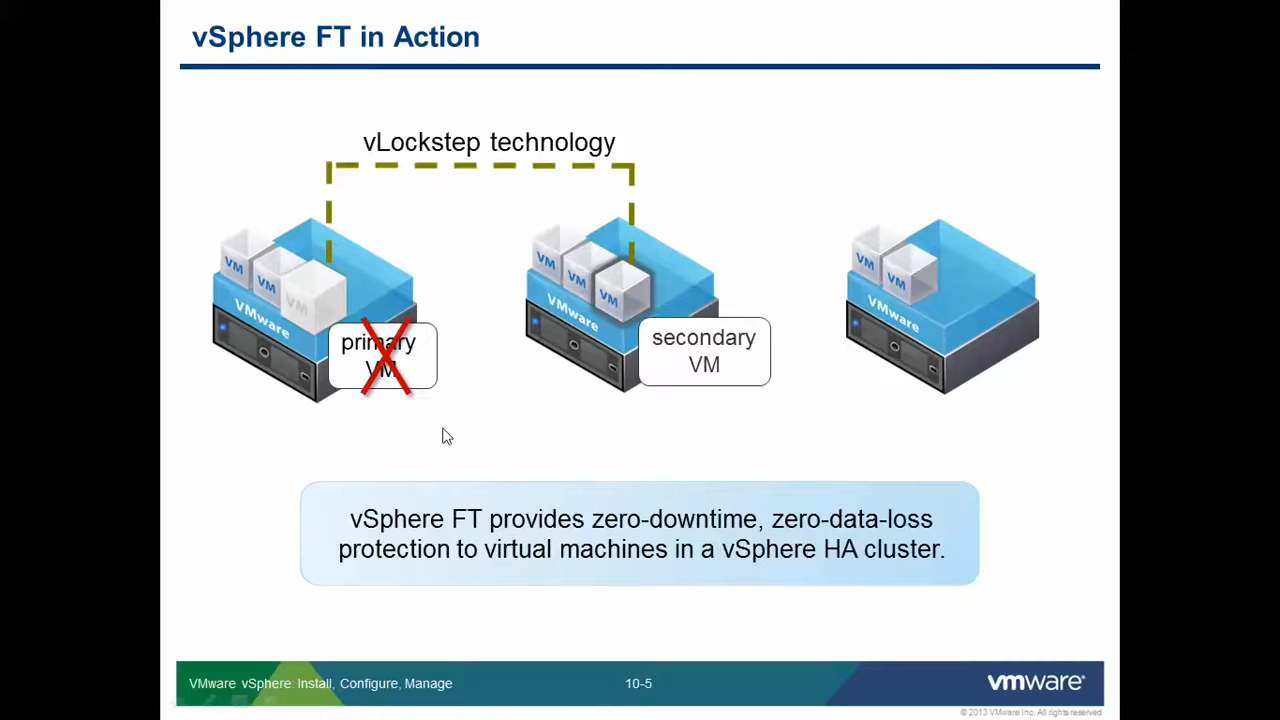 vSphere FT in Action
vLockstep technology
VM
VM
VM
VMware
primary
VM
VM
VM
VM
VMware
secondary
VM
VM
VM
VMware
vSphere FT provides zero-downtime, zero-data-loss
protection to virtual machines in a vSphere HA cluster.
VMware vSphere: Install, Configure, Manage
10-5
vmware®
© 2013 VMware Inc. All rights reserved